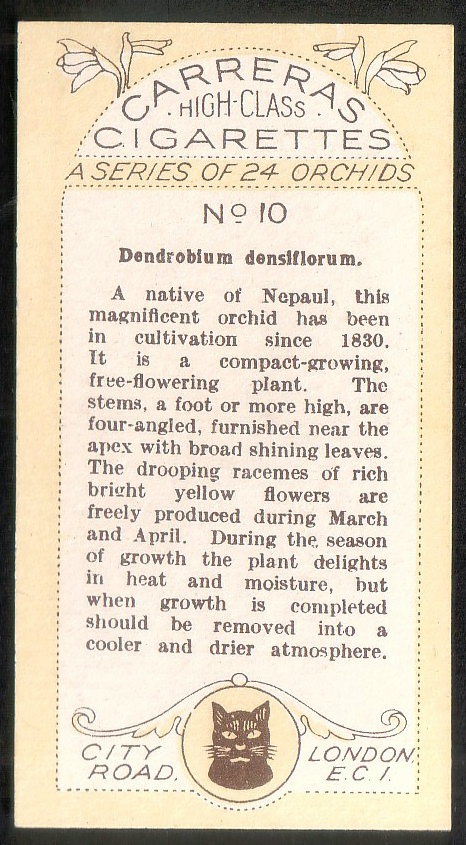 CARRERAS
HIGH-CLASS
CIGARETTES
A SERIES OF 24 ORCHIDS
No 10
Dendrobium densiflorum.
A native of Nepaul, this
magnificent orchid has been
in cultivation since 1830.
It is a compact-growing,
free-flowering plant. The
stems, a foot or more high, are
four-angled, furnished near the
apex with broad shining leaves.
The drooping racemes of rich
bright yellow flowers are
freely produced during March
and April. During the season
of growth the plant delights
in heat and moisture, but
when growth is completed
should be removed into a
cooler and drier atmosphere.
CITY ROAD.
LONDON E.C.1.